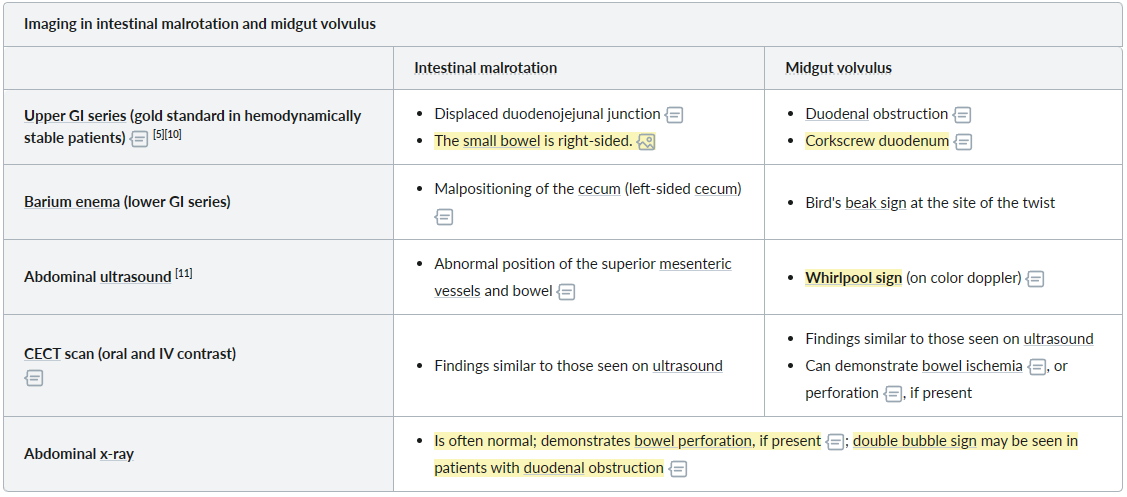 Imaging in intestinal malrotation and midgut volvulus
Intestinal malrotation
Midgut volvulus
Upper GI series (gold standard in hemodynamically
stable patients) [5][10]
• Displaced duodenojejunal junction
• The small bowel is right-sided.
• Duodenal obstruction
• Corkscrew duodenum
Barium enema (lower GI series)
• Malpositioning of the cecum (left-sided cecum)
• Bird's beak sign at the site of the twist
Abdominal ultrasound [11]
• Abnormal position of the superior mesenteric
vessels and bowel
• Whirlpool sign (on color doppler)
CECT scan (oral and IV contrast)
• Findings similar to those seen on ultrasound
• Findings similar to those seen on ultrasound
• Can demonstrate bowel ischemia, or
perforation, if present
Abdominal x-ray
• Is often normal; demonstrates bowel perforation, if present; double bubble sign may be seen in
patients with duodenal obstruction